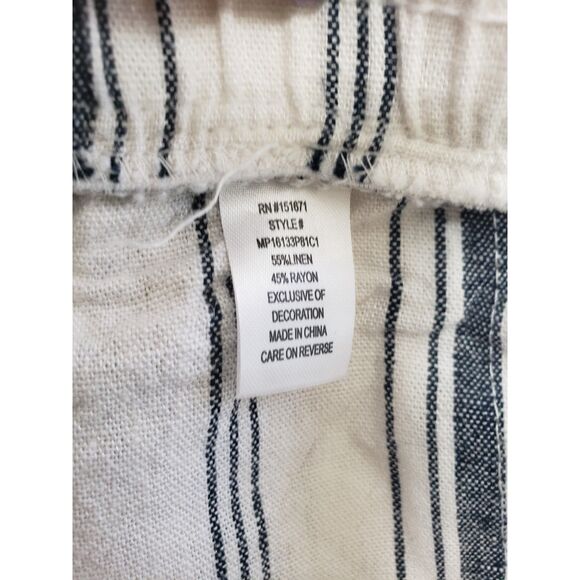 RN #151671
STYLE #
MP16133P81C1
55%LINEN
45% RAYON
EXCLUSIVE OF
DECORATION
MADE IN CHINA
CARE ON REVERSE